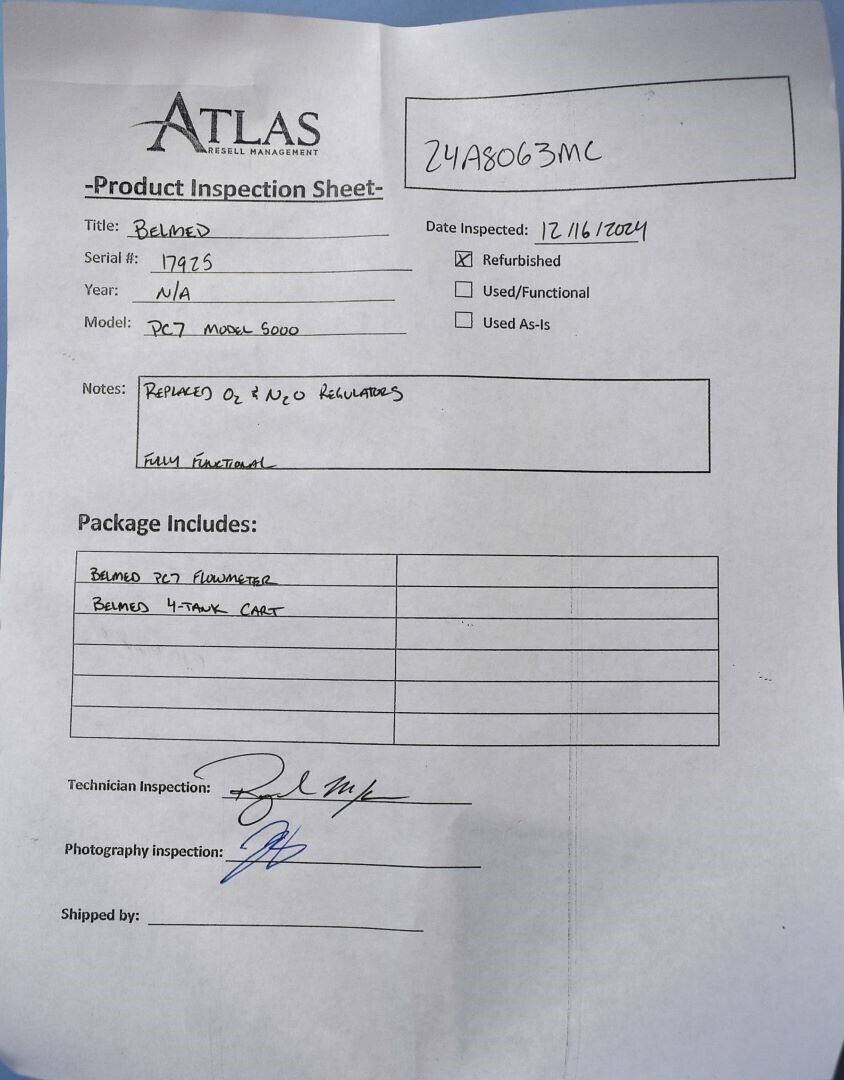 ATLAS
RESELL MANAGEMENT
24A8063MC
-Product Inspection Sheet-
Title: BELMED
Date Inspected: 12/16/2024
Serial #: 17925
Refurbished
Year: N/A
Used/Functional
Model: PC7 MODEL 5000
Used As-Is
Notes: REPLACED O2 & N2O REGULATORS
FULLY FUNCTIONAL
Package Includes:
BELMED PC7 FLOWMETER
BELMED 4-TANK CART
Technician Inspection:
Photography inspection:
Shipped by: